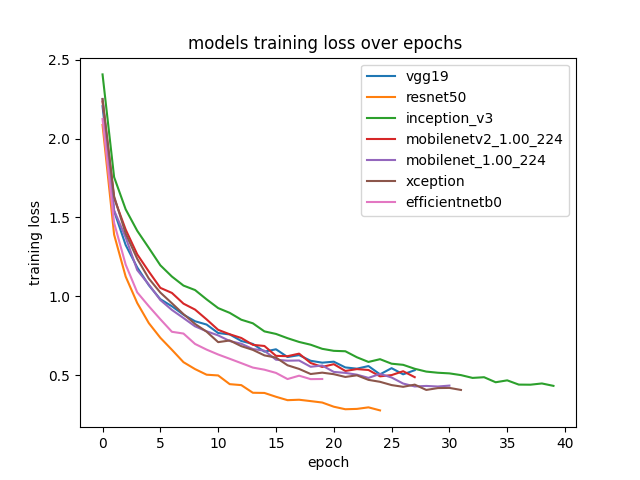 models training loss over epochs
2.5
2.0
1.5
1.0
0.5
training loss
vgg19
resnet50
inception_v3
mobilenetv2_1.00_224
mobilenet_1.00_224
xception
efficientnetb0
0 5 10 15 20 25 30 35 40
epoch